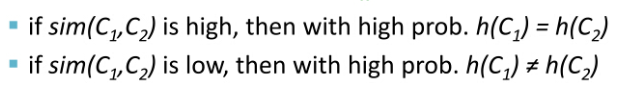 ▪ if sim(C₁,C₂) is high, then with high prob. h(C₁) = h(C₂)
▪ if sim(C₁,C₂) is low, then with high prob. h(C₁) ≠ h(C₂)